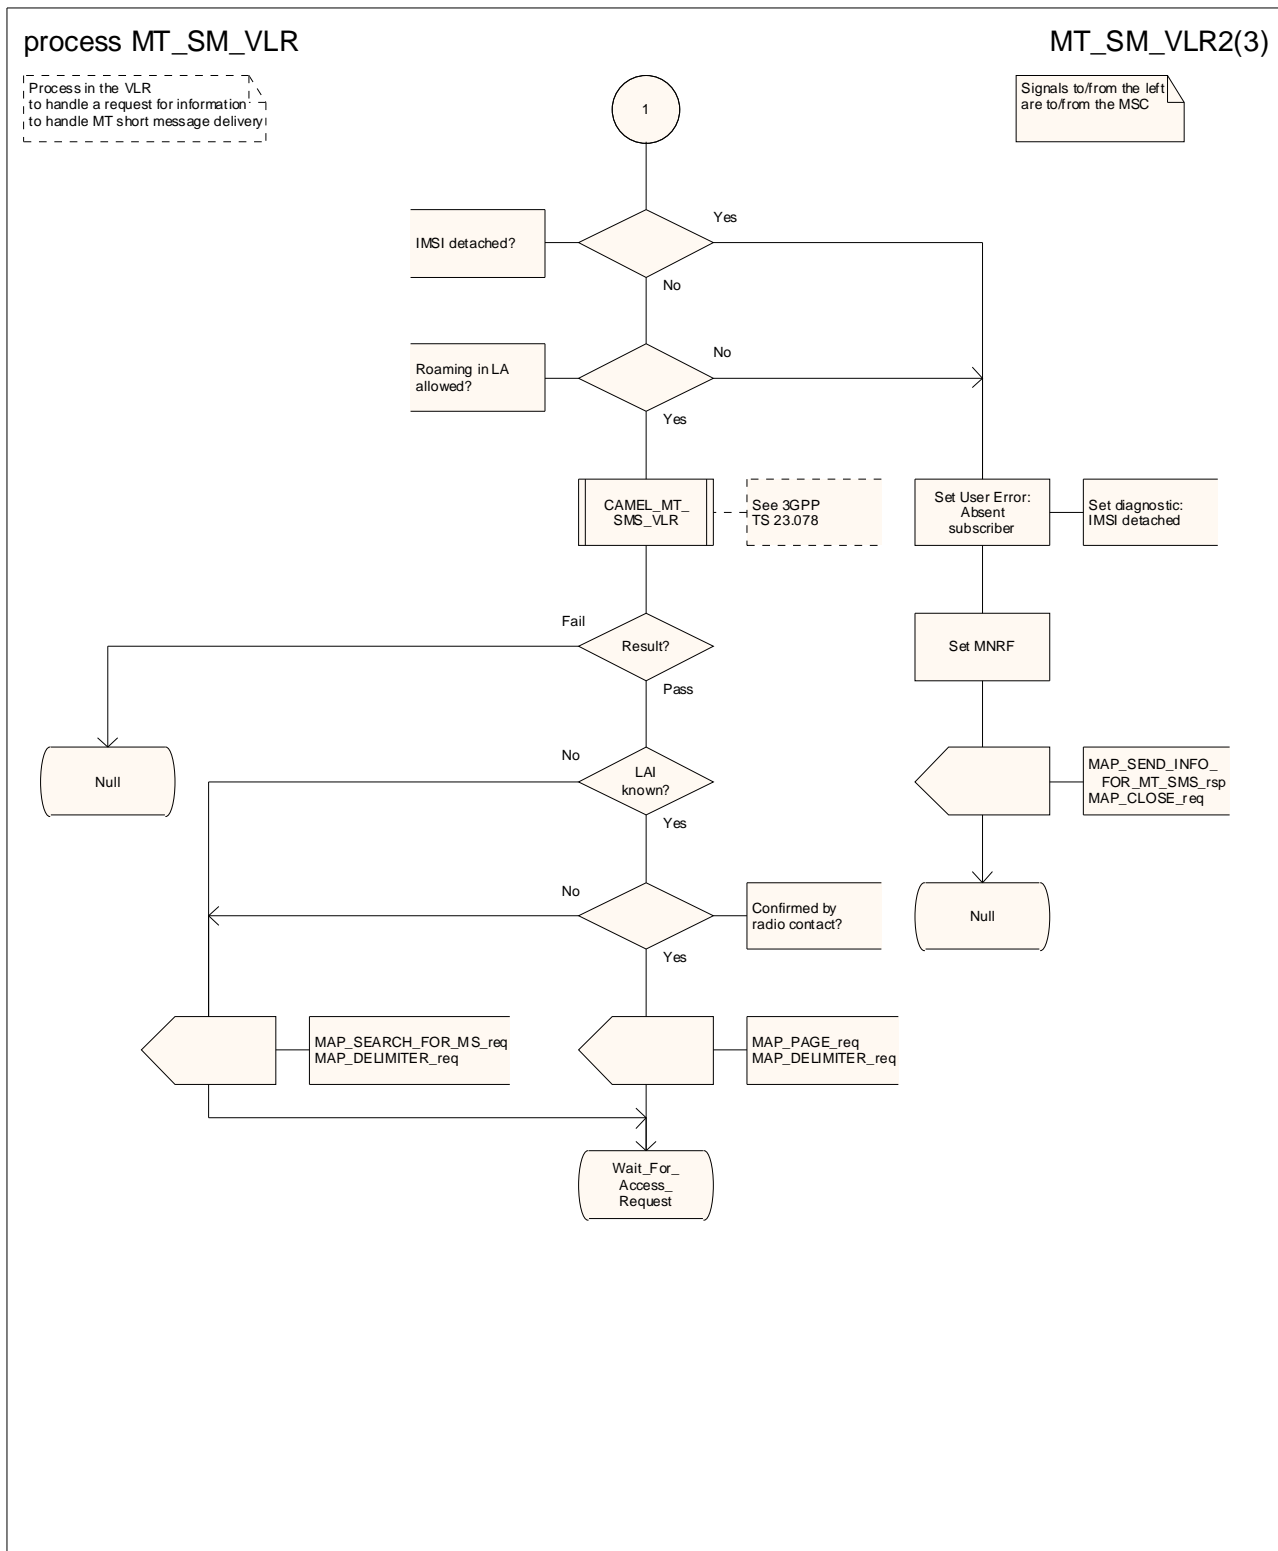 process MT_SM_VLR
MT_SM_VLR2(3)
Process in the VLR
to handle a request for information
to handle MT short message delivery
Signals to/from the left
are to/from the MSC
1
Yes
IMSI detached?
No
No
Roaming in LA
allowed?
Yes
CAMEL_MT_
SMS_VLR
See 3GPP
TS 23.078
Set User Error:
Absent
subscriber
Set diagnostic:
IMSI detached
Fail
Result?
Set MNRF
Pass
No
Null
LAI
known?
MAP_SEND_INFO_
FOR_MT_SMS_rsp
MAP_CLOSE_req
Yes
No
Confirmed by
radio contact?
Null
Yes
MAP_SEARCH_FOR_MS_req
MAP_DELIMITER_req
MAP_PAGE_req
MAP_DELIMITER_req
Wait_For_
Access_
Request